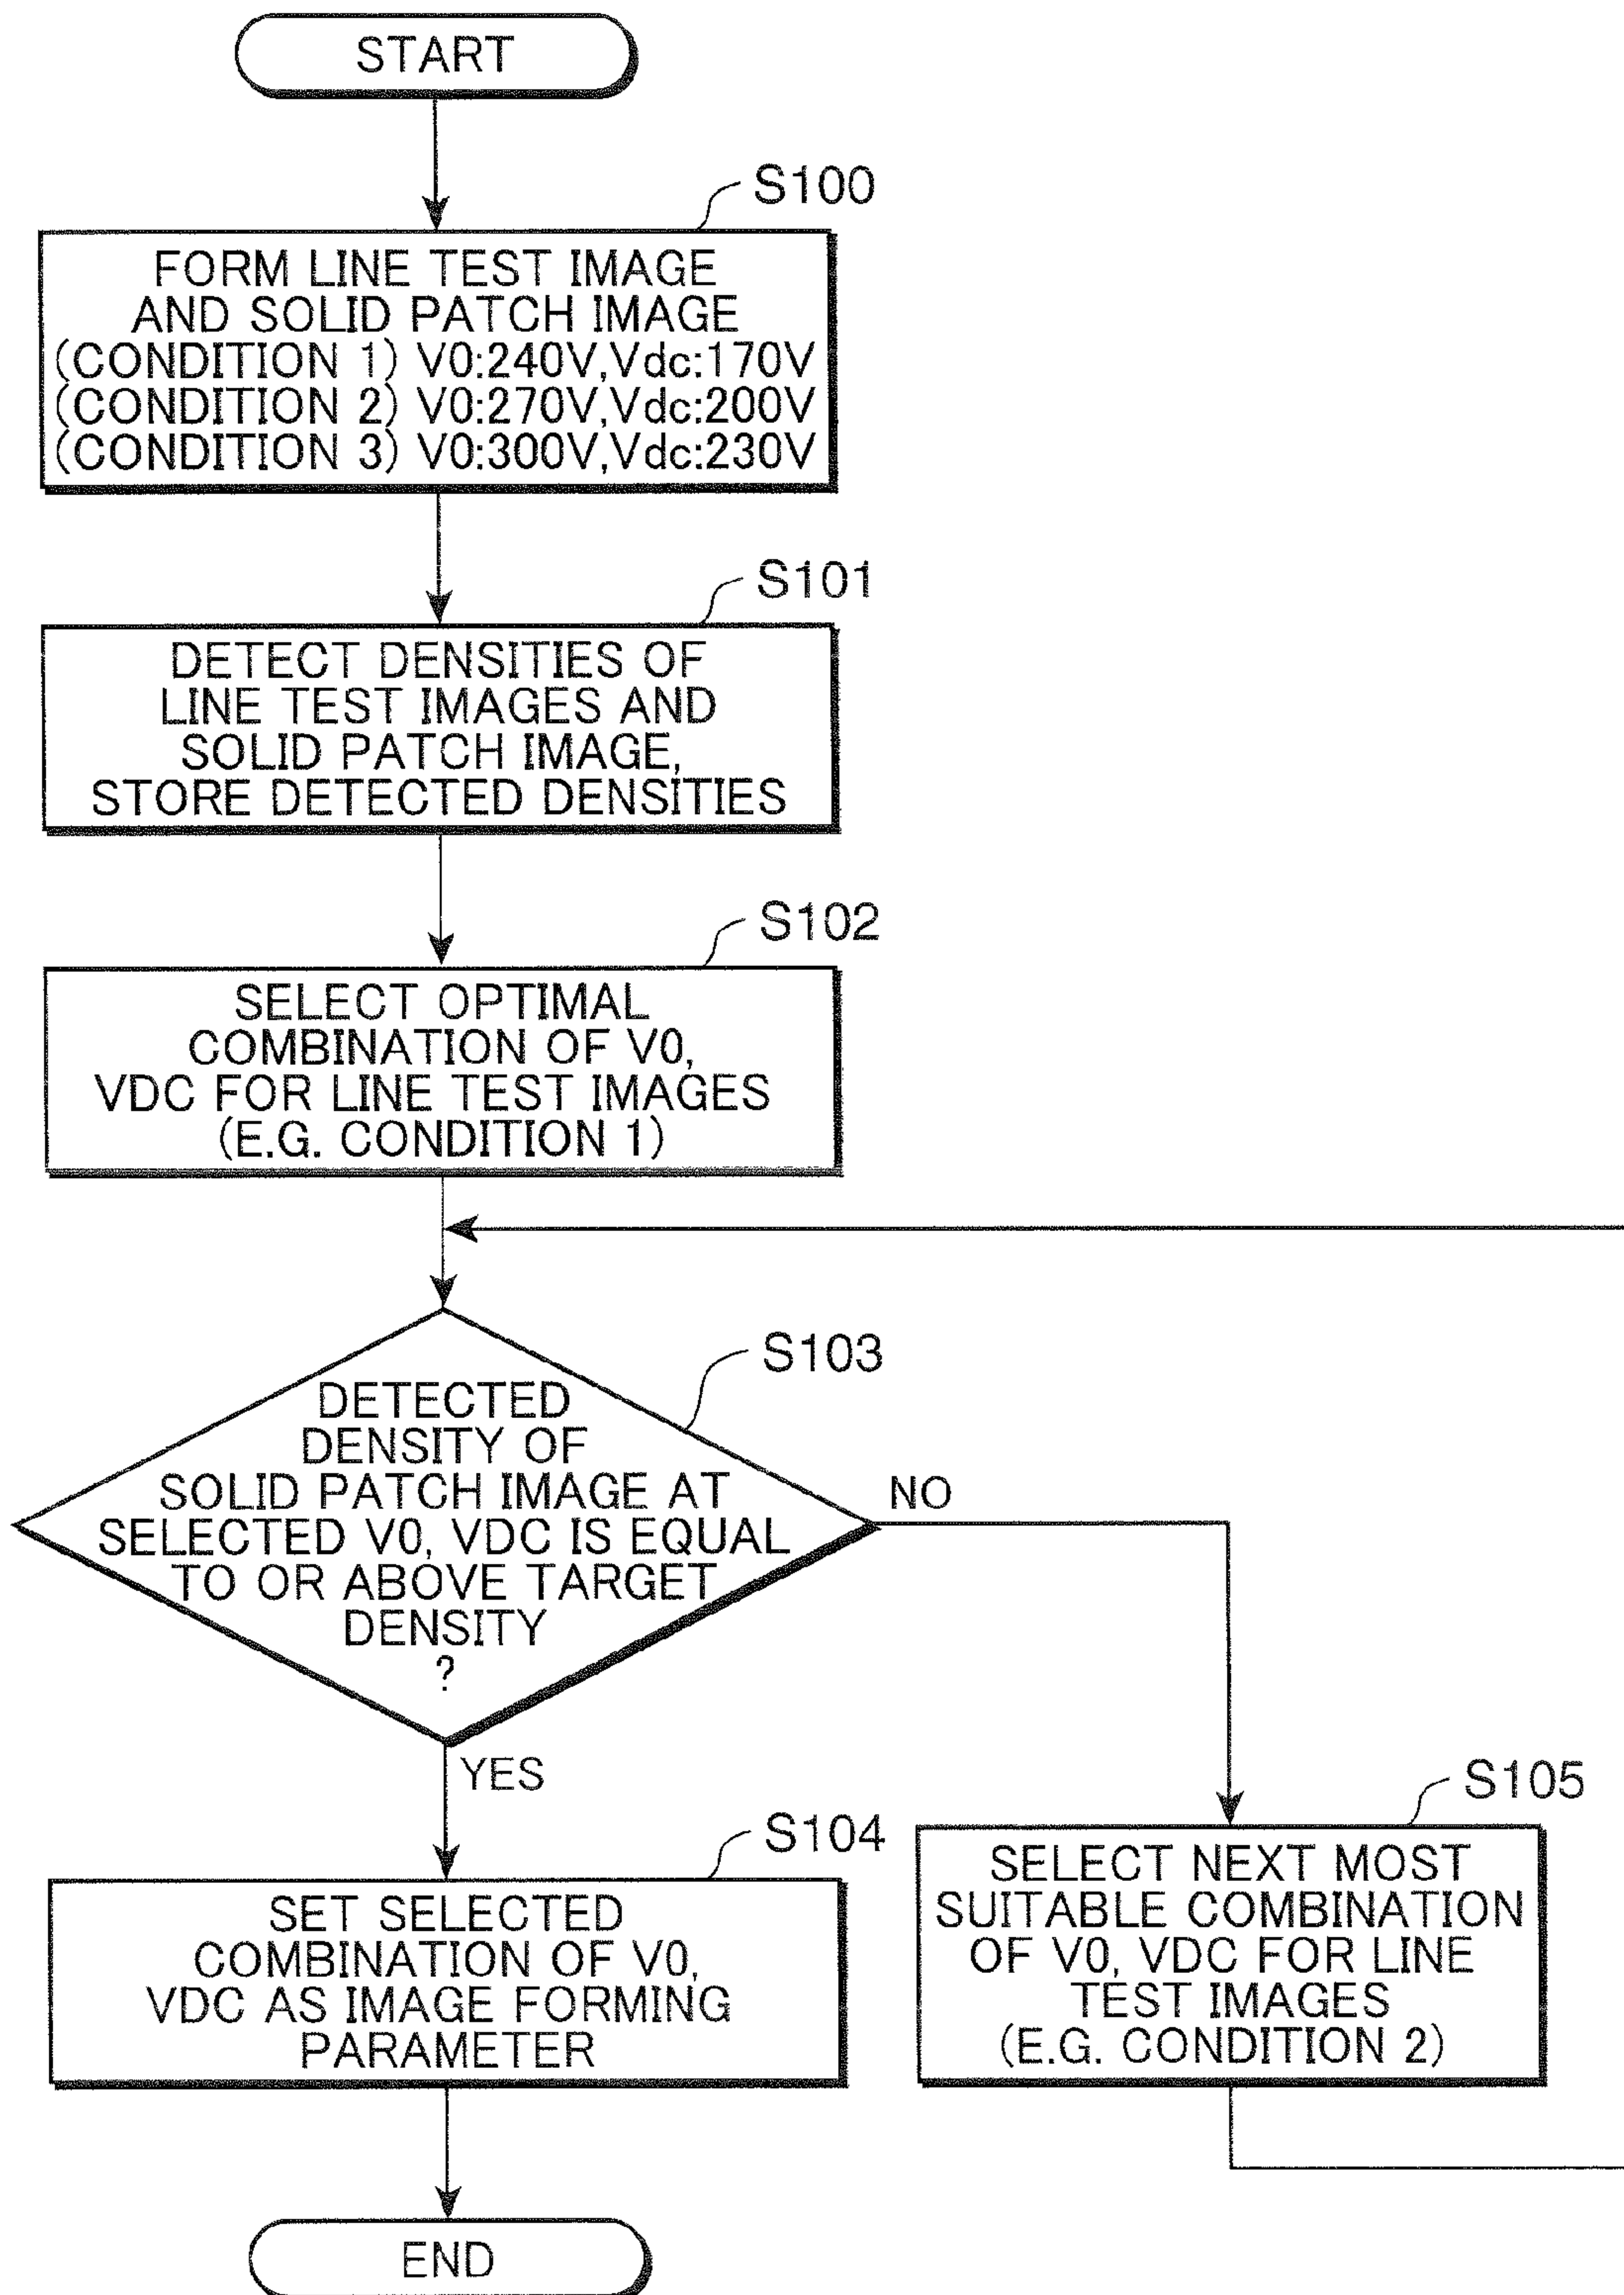 START
S100
FORM LINE TEST IMAGE
AND SOLID PATCH IMAGE
(CONDITION 1) V0:240V,Vdc:170V
(CONDITION 2) V0:270V,Vdc:200V
(CONDITION 3) V0:300V,Vdc:230V
S101
DETECT DENSITIES OF
LINE TEST IMAGES AND
SOLID PATCH IMAGE,
STORE DETECTED DENSITIES
S102
SELECT OPTIMAL
COMBINATION OF V0,
VDC FOR LINE TEST IMAGES
(E.G. CONDITION 1)
S103
DETECTED
DENSITY OF
SOLID PATCH IMAGE AT
SELECTED V0, VDC IS EQUAL
TO OR ABOVE TARGET
DENSITY
?
NO
YES
S104
SET SELECTED
COMBINATION OF V0,
VDC AS IMAGE FORMING
PARAMETER
S105
SELECT NEXT MOST
SUITABLE COMBINATION
OF V0, VDC FOR LINE
TEST IMAGES
(E.G. CONDITION 2)
END